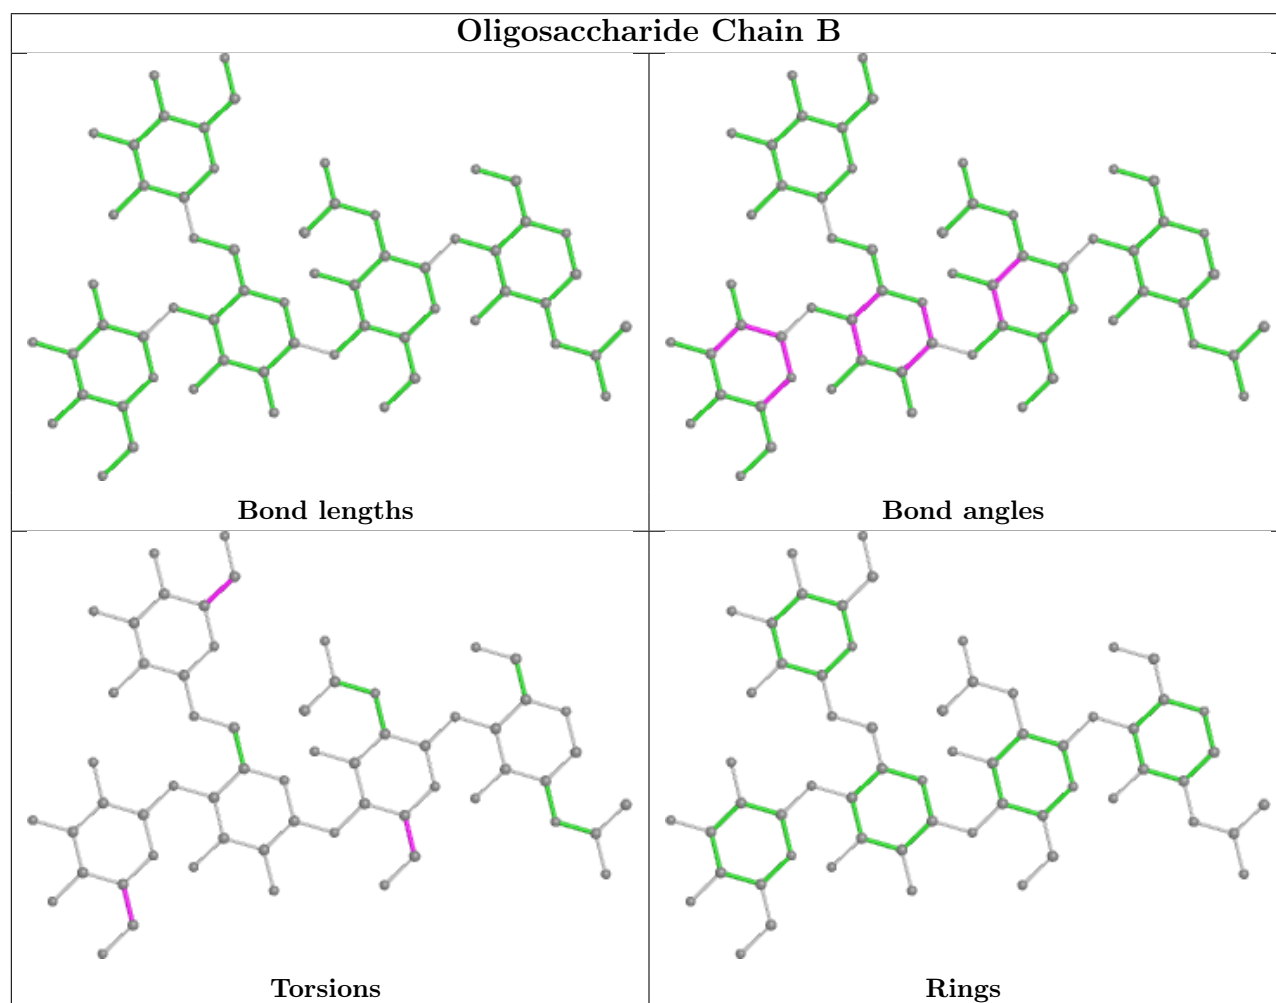 Oligosaccharide Chain B
Bond lengths
Bond angles
Torsions
Rings